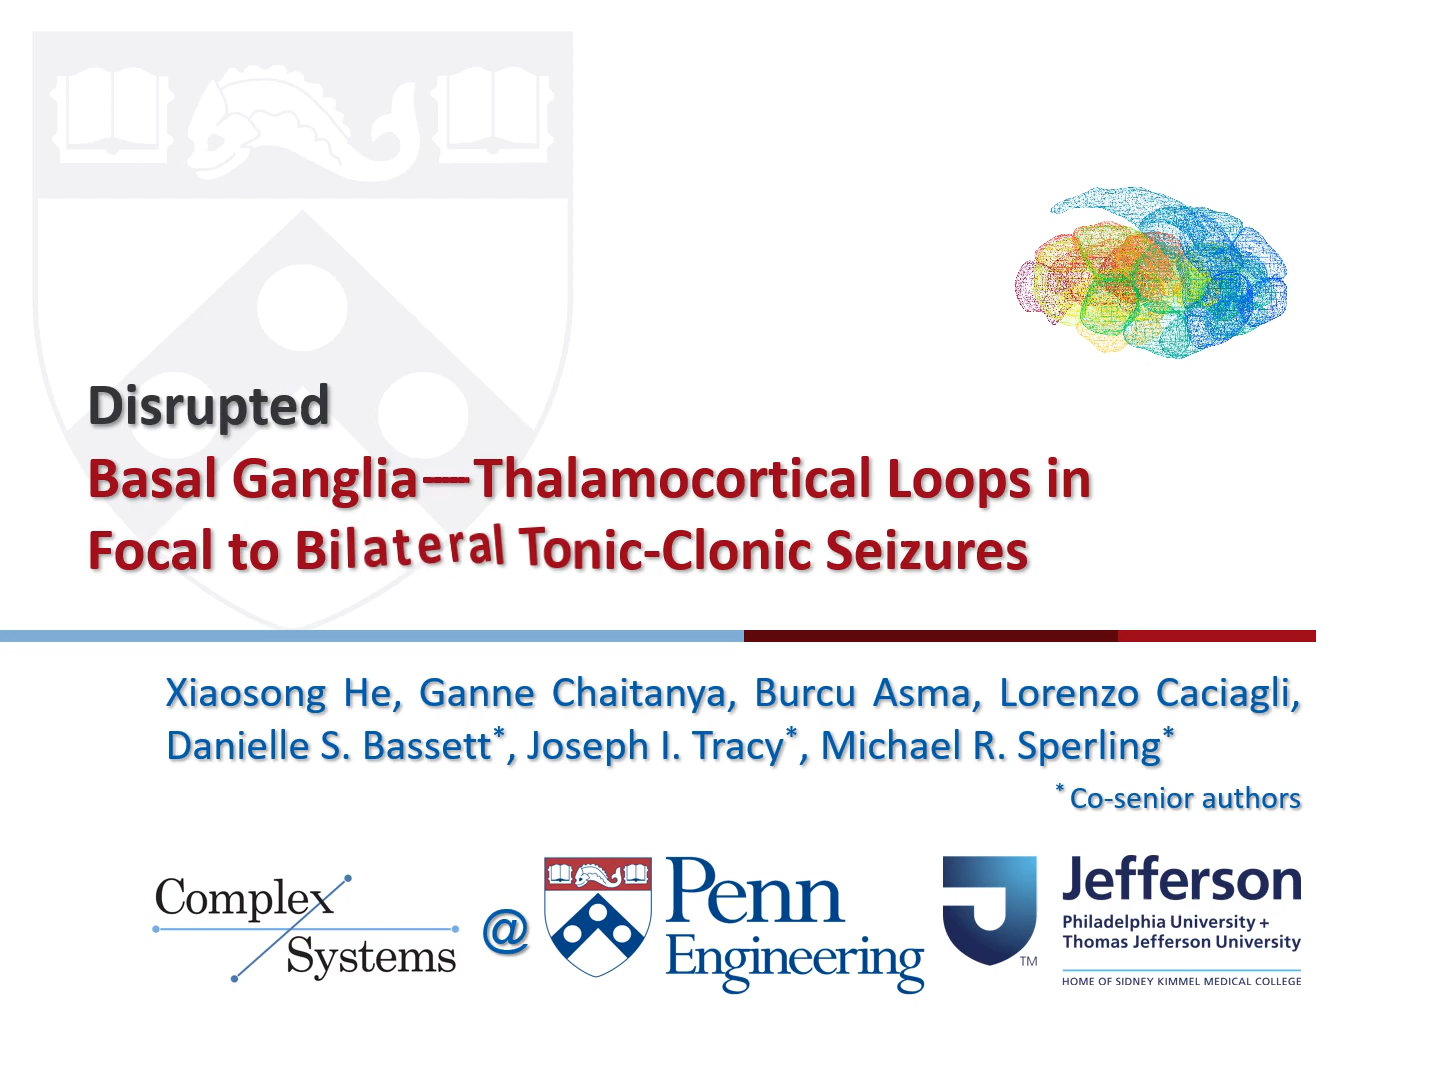 Disrupted
Basal Ganglia—Thalamocortical Loops in
Focal to Bilateral Tonic-Clonic Seizures
Xiaosong He, Ganne Chaitanya, Burcu Asma, Lorenzo Caciagli,
Danielle S. Bassett*, Joseph I. Tracy*, Michael R. Sperling*
* Co-senior authors
Complex
Systems
@
Penn
Engineering
Jefferson
Philadelphia University +
Thomas Jefferson University
TM
HOME OF SIDNEY KIMMEL MEDICAL COLLEGE